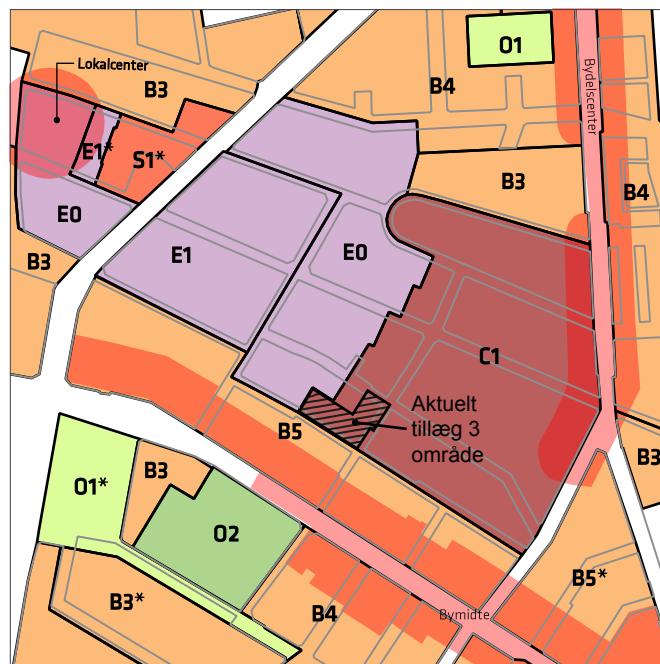 O1
Lokalcenter
B3
B4
Bydelscenter
E1*
S1*
B3
B4
E0
E1
E0
B3
C1
Aktuelt
tillæg 3
område
B5
B3
B3
O1*
O2
B5*
B3*
B4
Bymidte